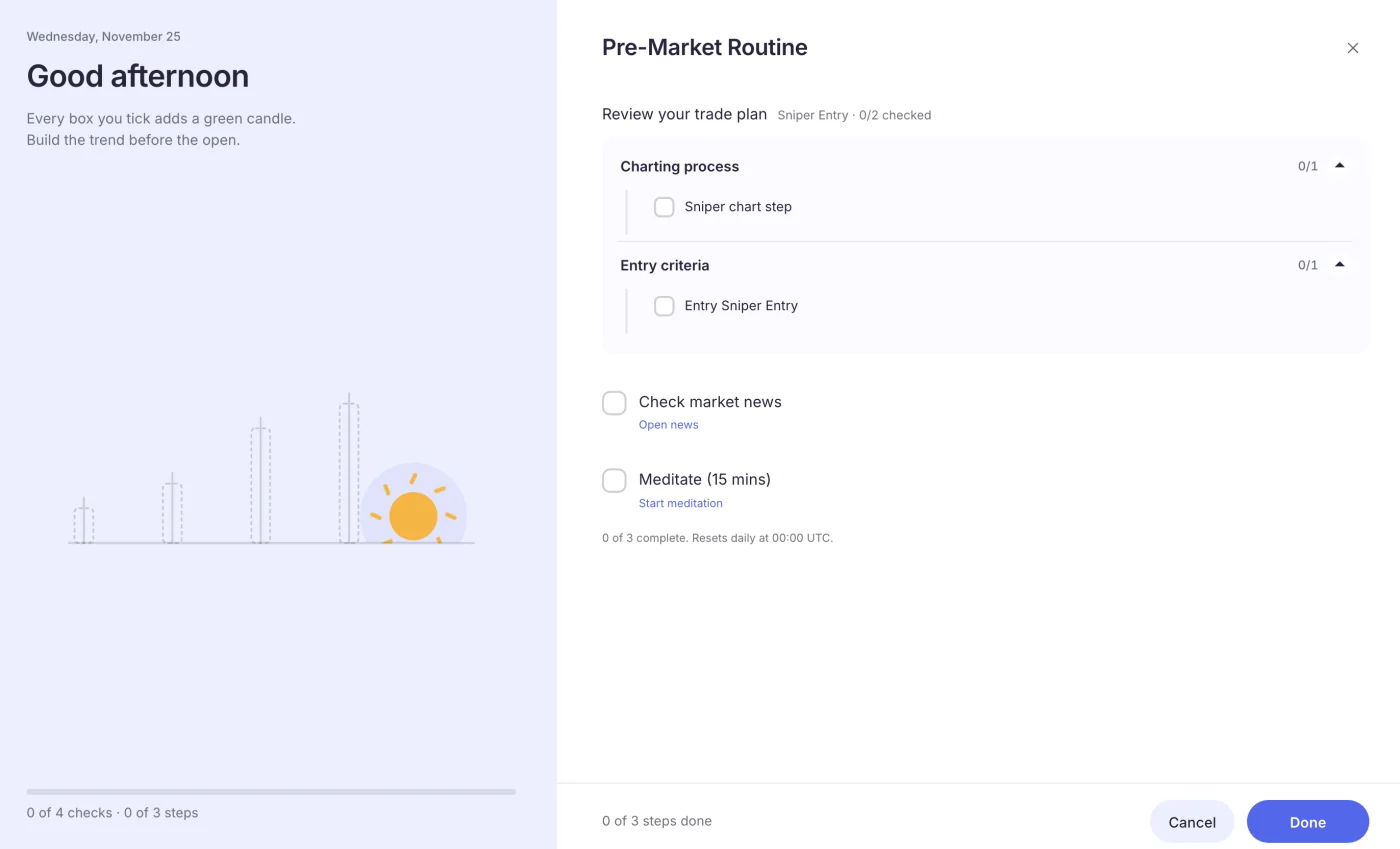 Wednesday, November 25
Good afternoon
Every box you tick adds a green candle.
Build the trend before the open.
0 of 4 checks · 0 of 3 steps
Pre-Market Routine
Review your trade plan Sniper Entry · 0/2 checked
Charting process 0/1
Sniper chart step
Entry criteria 0/1
Entry Sniper Entry
Check market news
Open news
Meditate (15 mins)
Start meditation
0 of 3 complete. Resets daily at 00:00 UTC.
0 of 3 steps done
Cancel Done